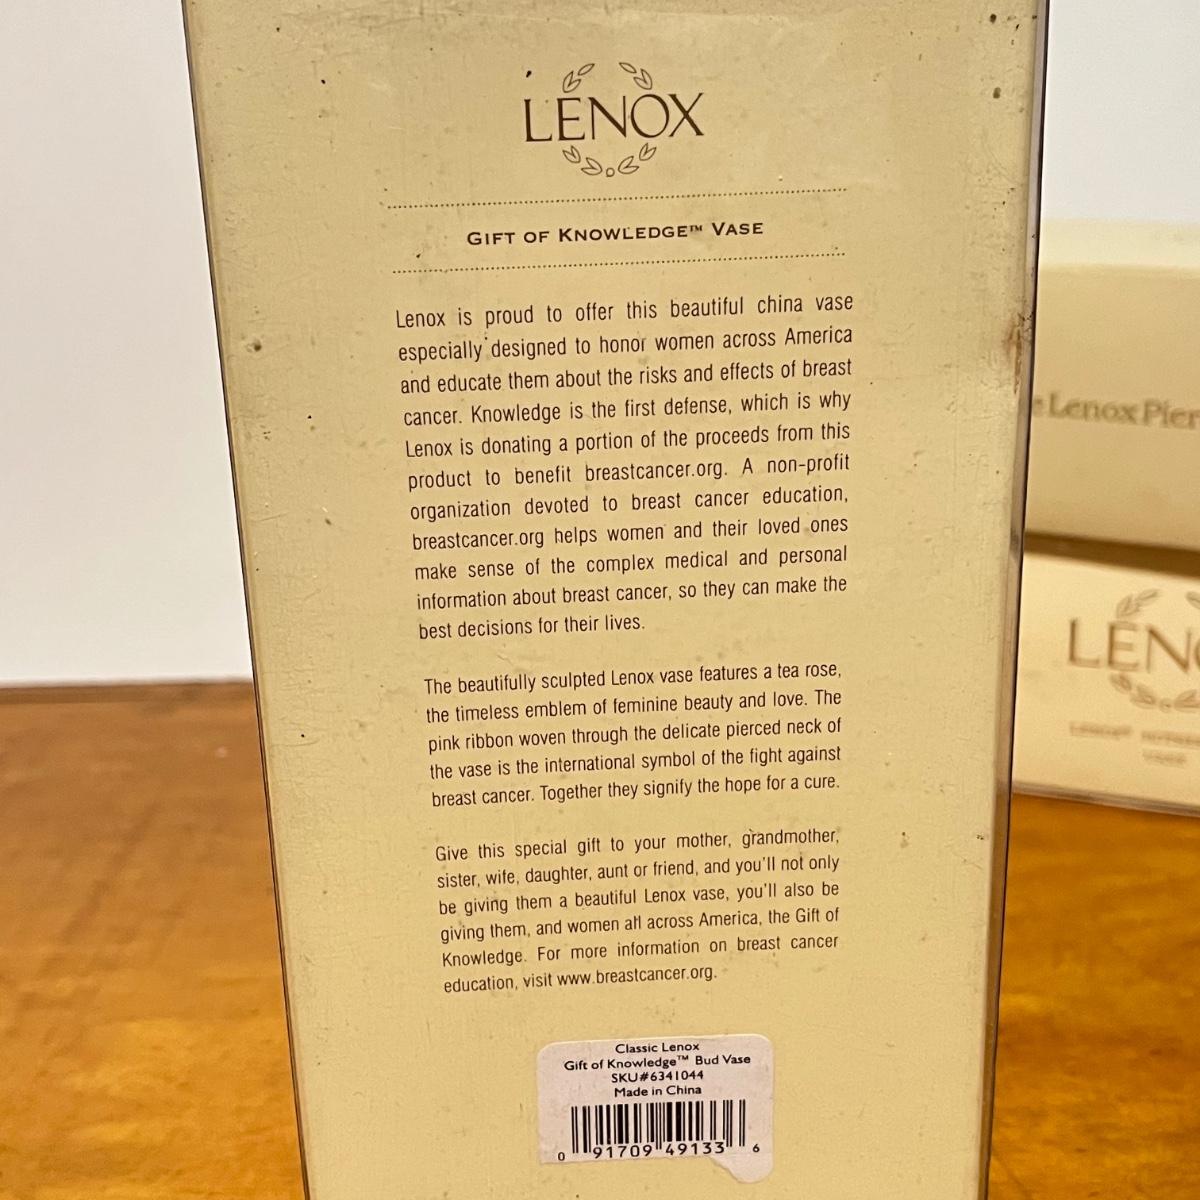 LENOX
GIFT OF KNOWLEDGE™ VASE
Lenox is proud to offer this beautiful china vase
especially designed to honor women across America
and educate them about the risks and effects of breast
cancer. Knowledge is the first defense, which is why
Lenox is donating a portion of the proceeds from this
product to benefit breastcancer.org. A non-profit
organization devoted to breast cancer education,
breastcancer.org helps women and their loved ones
make sense of the complex medical and personal
information about breast cancer, so they can make the
best decisions for their lives.
The beautifully sculpted Lenox vase features a tea rose,
the timeless emblem of feminine beauty and love. The
pink ribbon woven through the delicate pierced neck of
the vase is the international symbol of the fight against
breast cancer. Together they signify the hope for a cure.
Give this special gift to your mother, grandmother,
sister, wife, daughter, aunt or friend, and you'll not only
be giving them a beautiful Lenox vase, you'll also be
giving them, and women all across America, the Gift of
Knowledge. For more information on breast cancer
education, visit www.breastcancer.org.
Classic Lenox
Gift of Knowledge™ Bud Vase
SKU#6341044
Made in China
0 91709 49133 6
e Lenox Pier
LENO
VASE